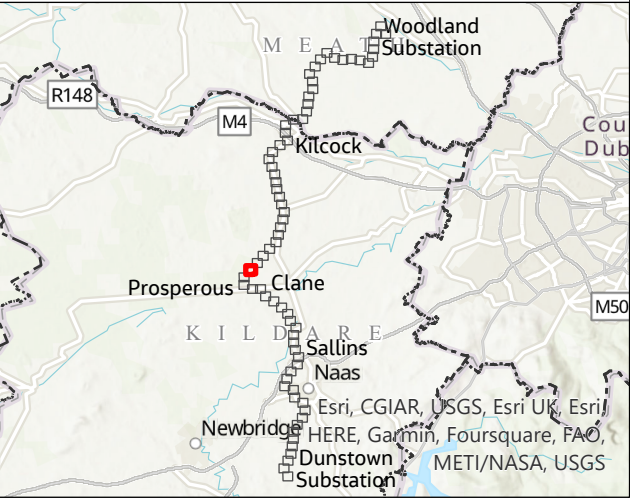 Woodland
Substation
MEATH
R148
M4
Cou
Dub
Kilcock
Prosperous
Clane
M50
KILDARE
Sallins
Naas
Esri, CGIAR, USGS, Esri UK, Esri,
Newbridge
HERE, Garmin, Foursquare, FAO,
Dunstown
METI/NASA, USGS
Substation